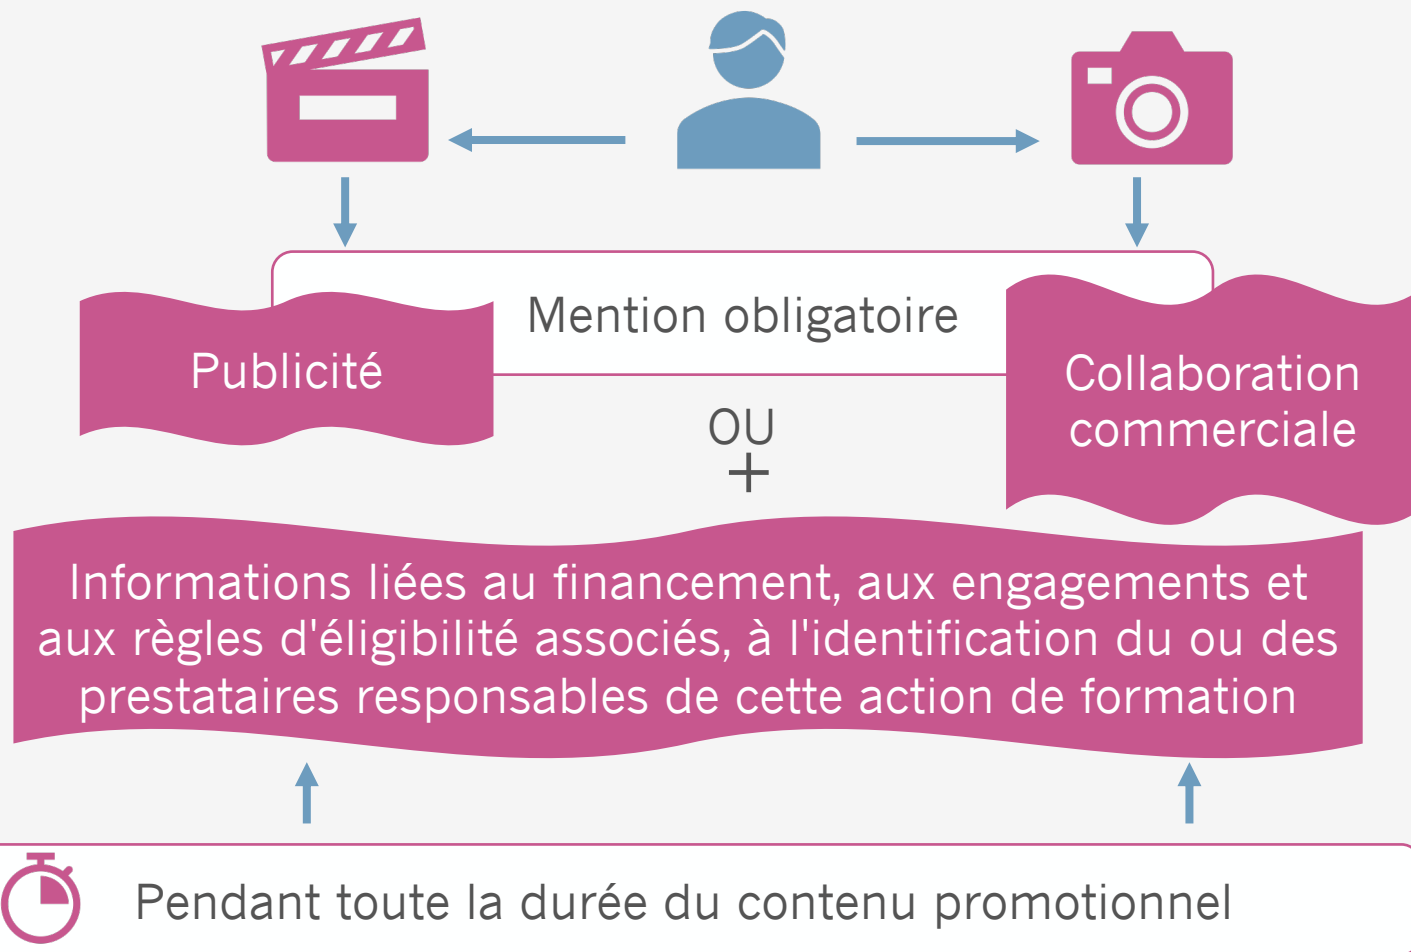 Mention obligatoire
Publicité
Collaboration
commerciale
OU
+
Informations liées au financement, aux engagements et
aux règles d'éligibilité associés, à l'identification du ou des
prestataires responsables de cette action de formation
Pendant toute la durée du contenu promotionnel